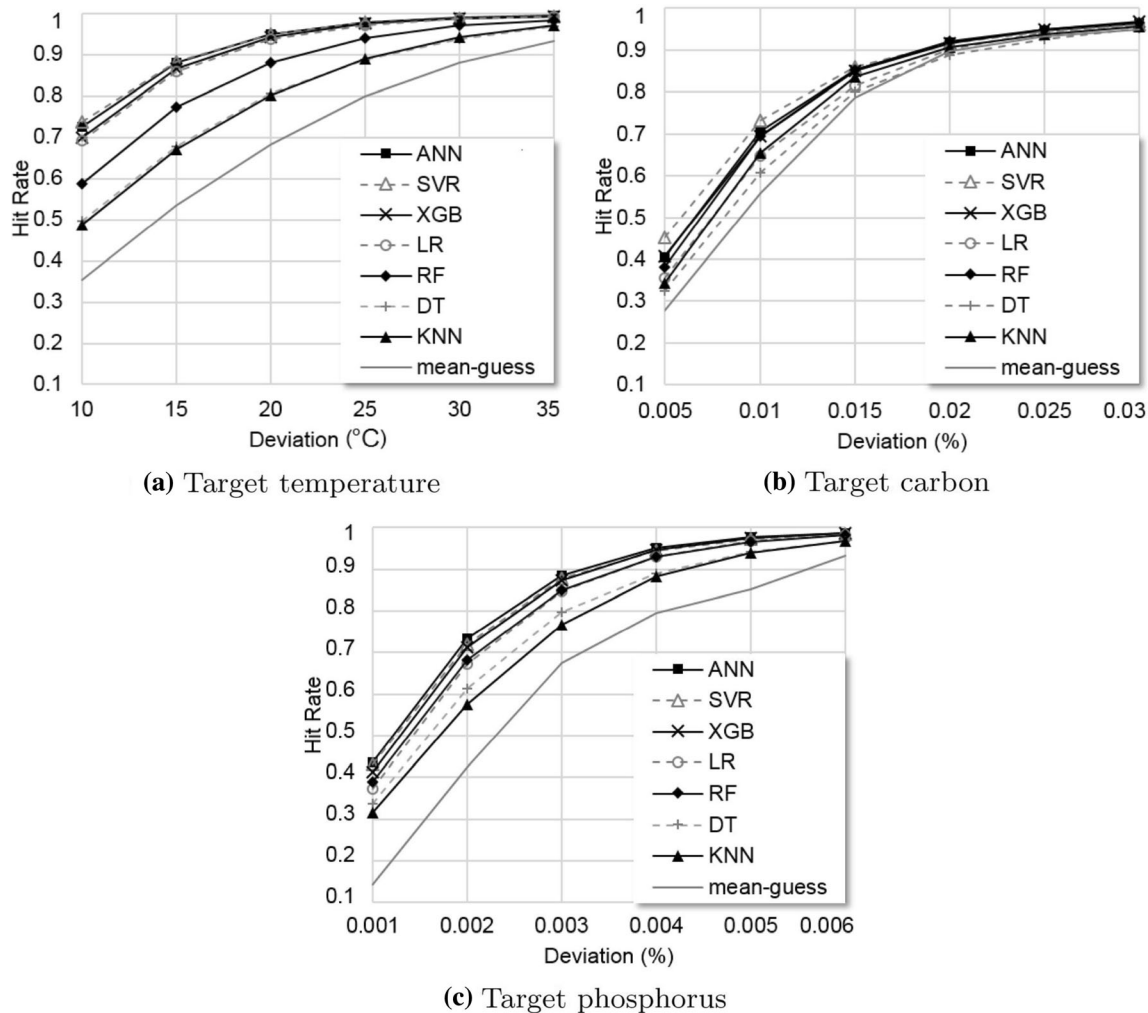 1
0.9
0.8
0.7
0.6
0.5
0.4
0.3
0.2
0.1
Hit Rate
ANN
SVR
XGB
LR
RF
DT
KNN
mean-guess
10 15 20 25 30 35
Deviation (°C)
(a) Target temperature
1
0.9
0.8
0.7
0.6
0.5
0.4
0.3
0.2
0.1
Hit Rate
ANN
SVR
XGB
LR
RF
DT
KNN
mean-guess
0.005 0.01 0.015 0.02 0.025 0.03
Deviation (%)
(b) Target carbon
1
0.9
0.8
0.7
0.6
0.5
0.4
0.3
0.2
0.1
Hit Rate
ANN
SVR
XGB
LR
RF
DT
KNN
mean-guess
0.001 0.002 0.003 0.004 0.005 0.006
Deviation (%)
(c) Target phosphorus